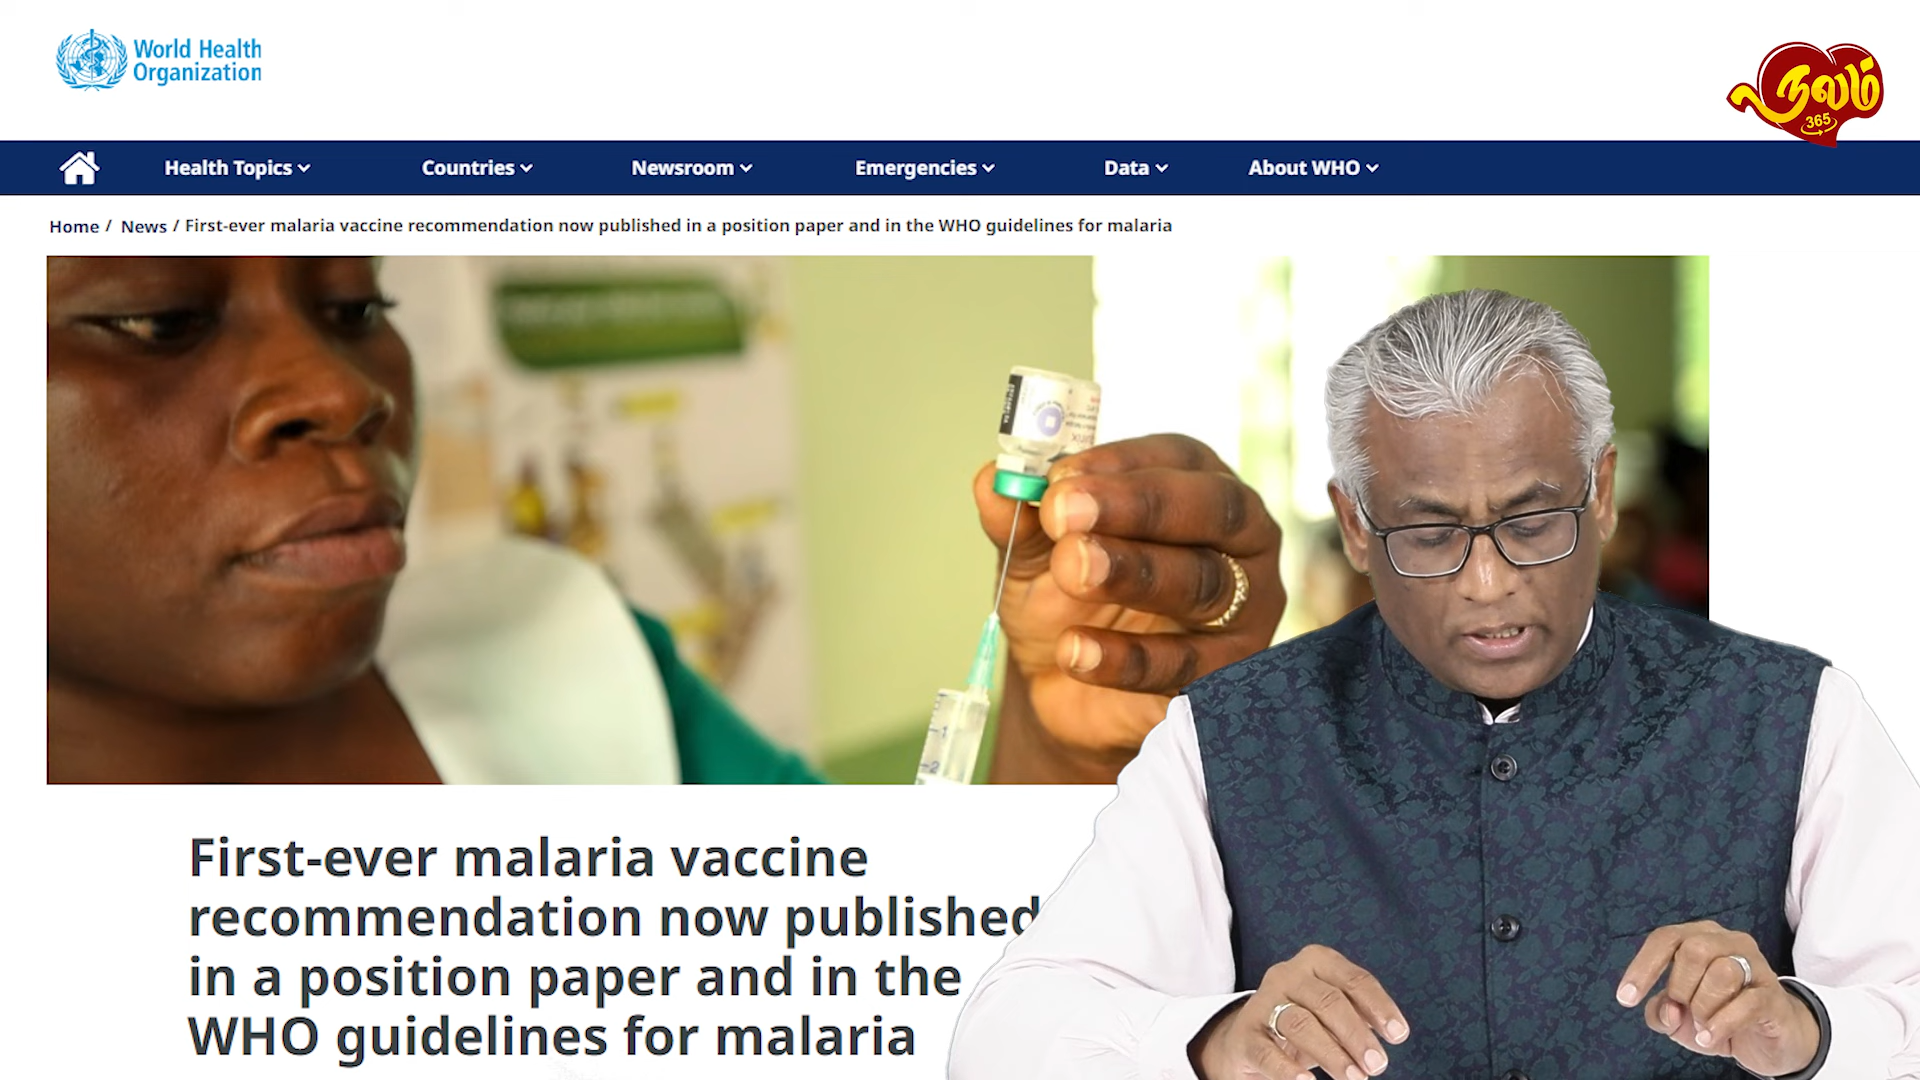 World Health
Organization
நலம்
365
Health Topics
Countries
Newsroom
Emergencies
Data
About WHO
Home / News / First-ever malaria vaccine recommendation now published in a position paper and in the WHO guidelines for malaria
First-ever malaria vaccine
recommendation now published
in a position paper and in the
WHO guidelines for malaria